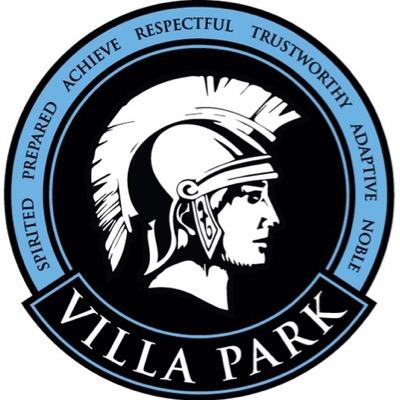 SPIRITED PREPARED ACHIEVE RESPECTFUL TRUSTWORTHY ADAPTIVE NOBLE
VILLA PARK